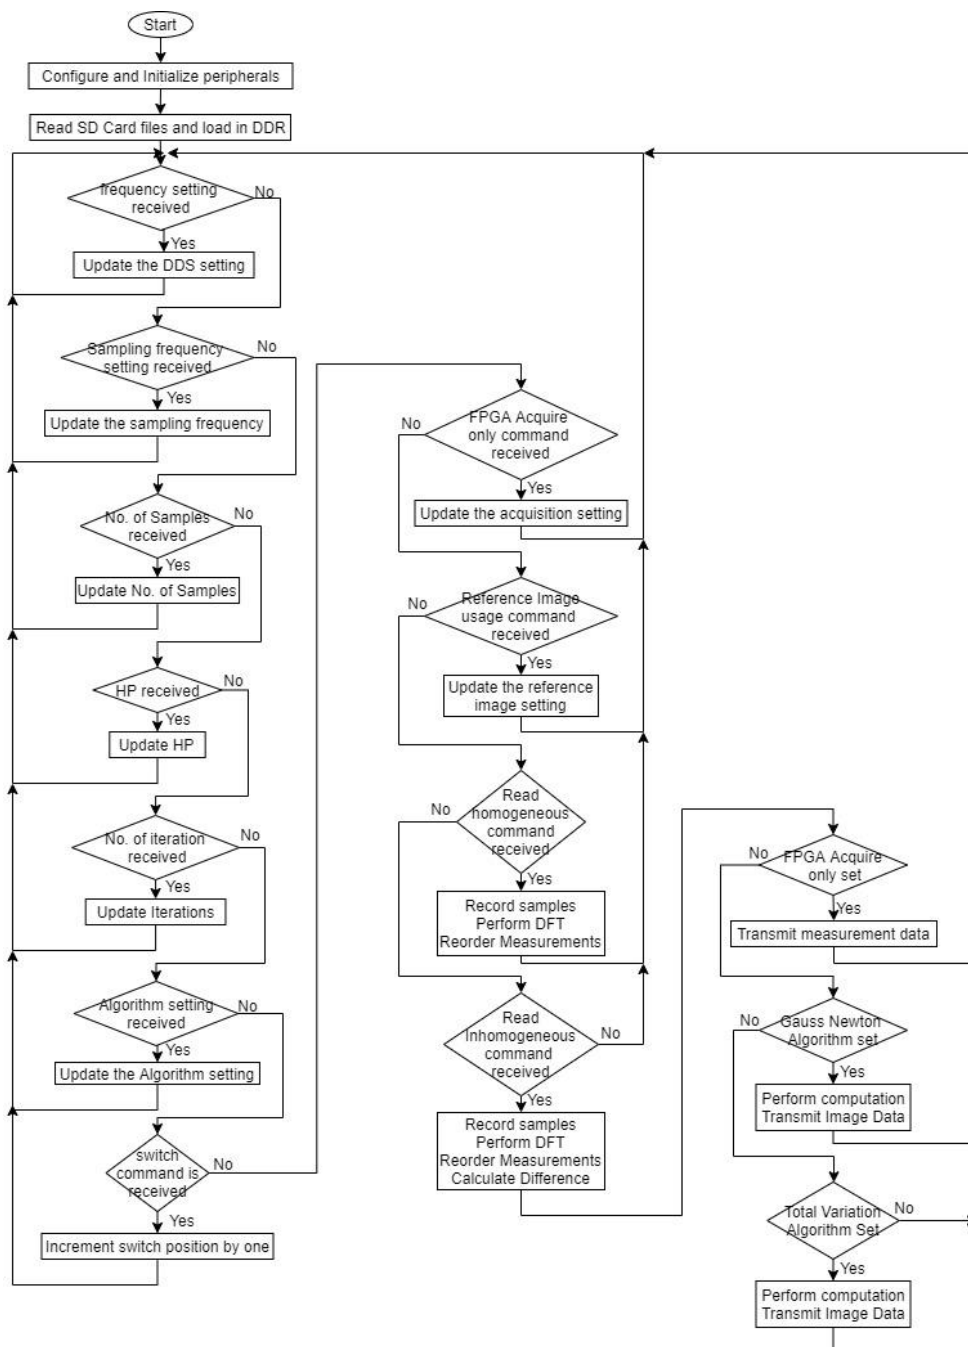 Start
Configure and Initialize peripherals
Read SD Card files and load in DDR
frequency setting
received
No
Yes
Update the DDS setting
Sampling frequency
setting received
No
Yes
Update the sampling frequency
No. of Samples
received
No
Yes
Update No. of Samples
HP received
No
Yes
Update HP
No. of iteration
received
No
Yes
Update Iterations
Algorithm setting
received
No
Yes
Update the Algorithm setting
switch
command is
received
No
Yes
Increment switch position by one
FPGA Acquire
only command
received
No
Yes
Update the acquisition setting
Reference Image
usage command
received
No
Yes
Update the reference
image setting
Read
homogeneous
command
received
No
Yes
Record samples
Perform DFT
Reorder Measurements
Read
Inhomogeneous
command
received
No
Yes
Record samples
Perform DFT
Reorder Measurements
Calculate Difference
FPGA Acquire
only set
No
Yes
Transmit measurement data
Gauss Newton
Algorithm set
No
Yes
Perform computation
Transmit Image Data
Total Variation
Algorithm Set
No
Yes
Perform computation
Transmit Image Data